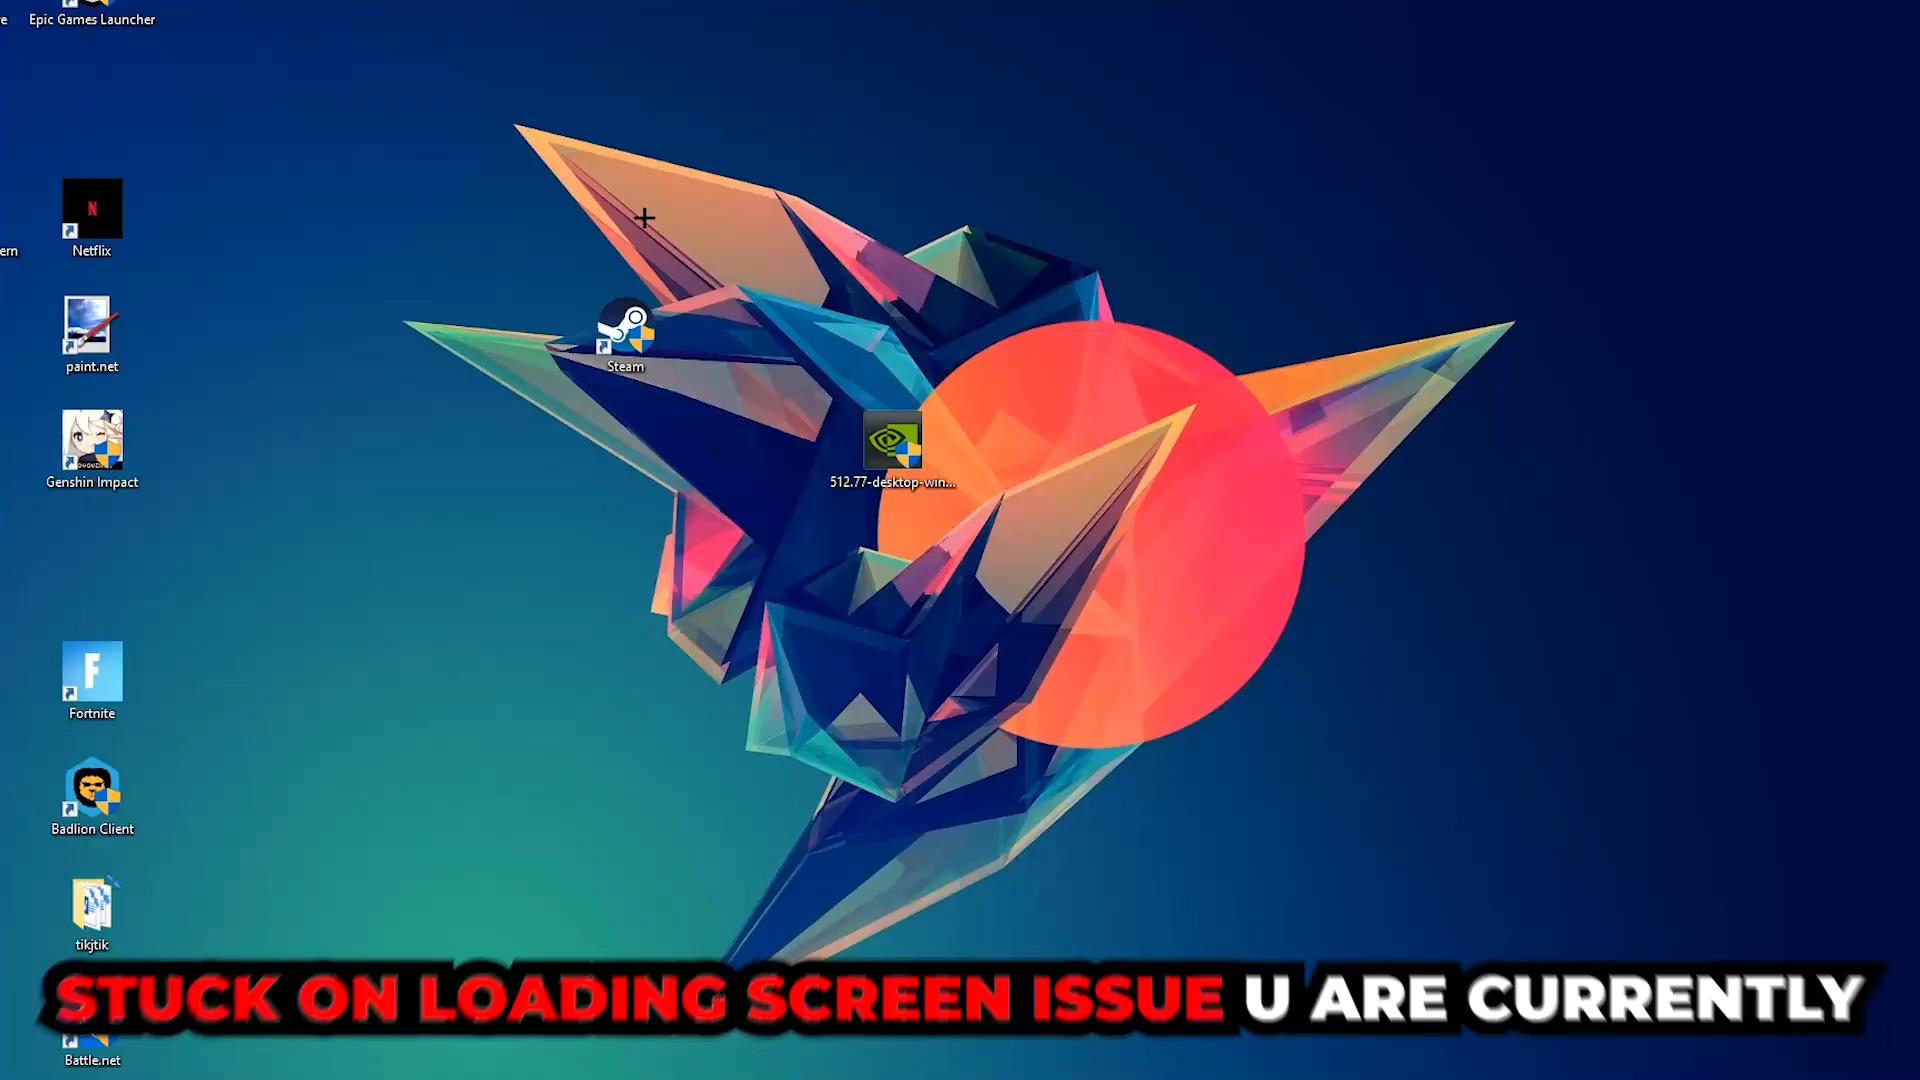 Epic Games Launcher
N
Netflix
ern
paint.net
Steam
Genshin Impact
512.77-desktop-win...
F
Fortnite
Badlion Client
tikjtik
STUCK ON LOADING SCREEN ISSUE U ARE CURRENTLY
Battle.net